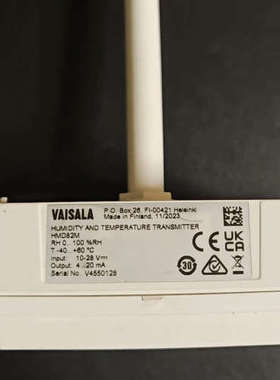 VAISALA
P.O. Box 26, FI-00421 Helsinki
Made in Finland, 11/2023
HUMIDITY AND TEMPERATURE TRANSMITTER
HMD82M
RH 0...100 %RH
T -40...+60 °C
Input: 10-28 V
Output: 4...20 mA
Serial No. V4550128
30
CE
UK
CA